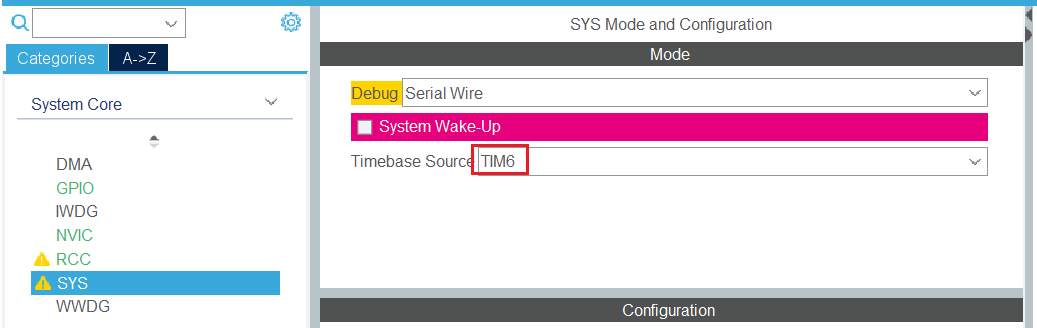 SYS Mode and Configuration
Mode
Categories
A->Z
Debug Serial Wire
System Core
System Wake-Up
Timebase Source TIM6
DMA
GPIO
IWDG
NVIC
RCC
SYS
WWDG
Configuration